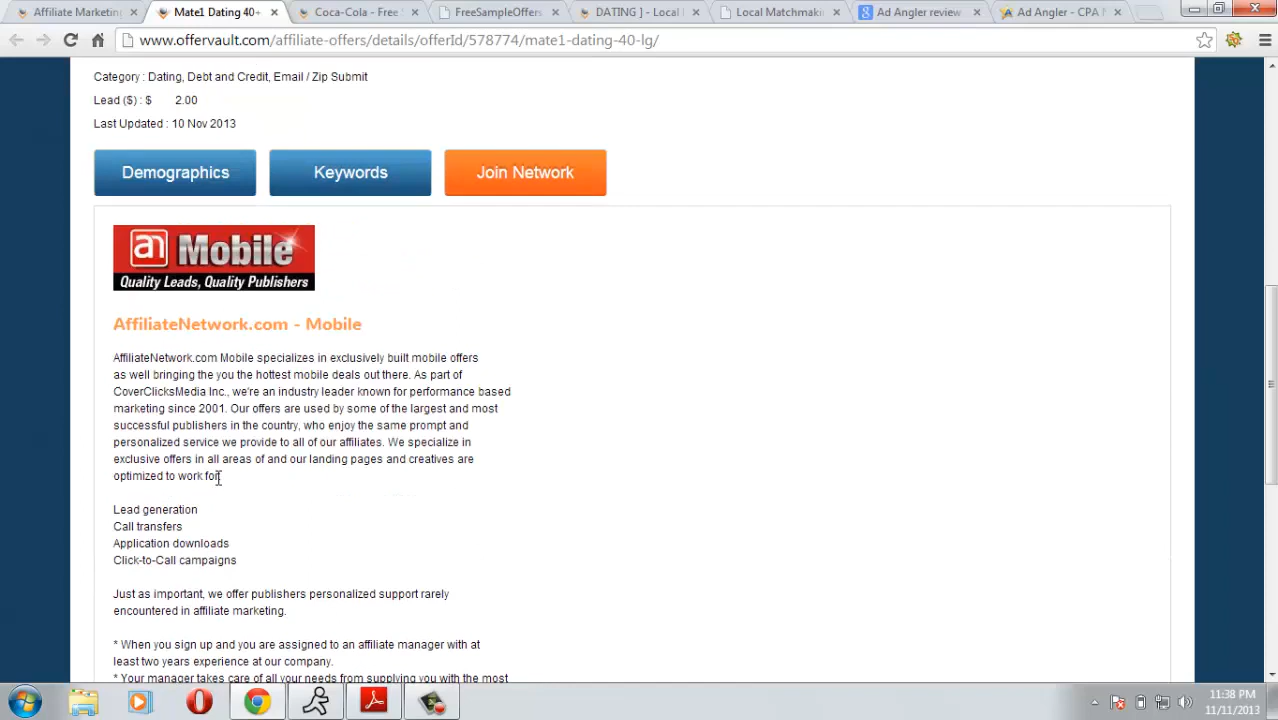 Affiliate Marketing
Mate1 Dating 40+
Coca-Cola - Free
FreeSampleOffers
DATING ] - Local
Local Matchmakin
Ad Angler review
Ad Angler - CPA
www.offervault.com/affiliate-offers/details/offerId/578774/mate1-dating-40-lg/
Category : Dating, Debt and Credit, Email / Zip Submit
Lead ($) : $ 2.00
Last Updated : 10 Nov 2013
Demographics
Keywords
Join Network
an Mobile
Quality Leads, Quality Publishers
AffiliateNetwork.com - Mobile
AffiliateNetwork.com Mobile specializes in exclusively built mobile offers
as well bringing the you the hottest mobile deals out there. As part of
CoverClicksMedia Inc., we're an industry leader known for performance based
marketing since 2001. Our offers are used by some of the largest and most
successful publishers in the country, who enjoy the same prompt and
personalized service we provide to all of our affiliates. We specialize in
exclusive offers in all areas of and our landing pages and creatives are
optimized to work for:
Lead generation
Call transfers
Application downloads
Click-to-Call campaigns
Just as important, we offer publishers personalized support rarely
encountered in affiliate marketing.
* When you sign up and you are assigned to an affiliate manager with at
least two years experience at our company.
* Your manager takes care of all your needs from supplying you with the most
11:38 PM
11/11/2013